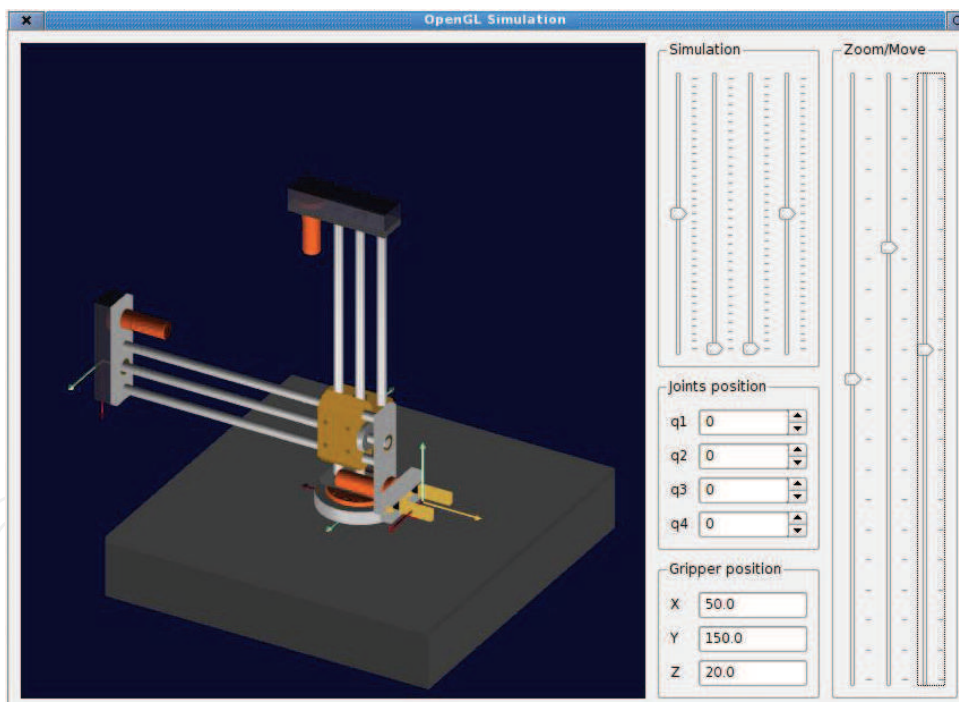 OpenGL Simulation
Simulation
Zoom/Move
Joints position
q1 0
q2 0
q3 0
q4 0
Gripper position
X 50.0
Y 150.0
Z 20.0